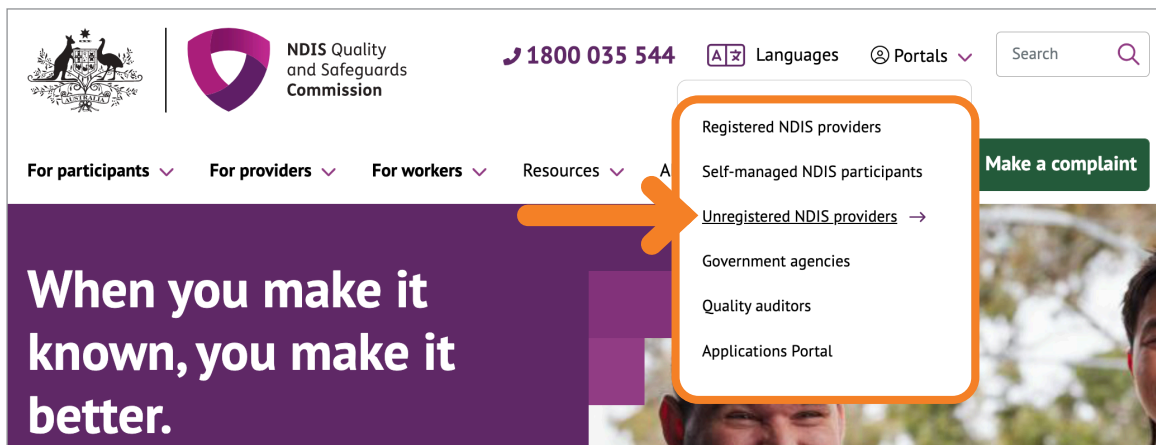 AUSTRALIA
NDIS Quality
and Safeguards
Commission
1800 035 544
Languages
Portals
Search
Registered NDIS providers
Self-managed NDIS participants
Unregistered NDIS providers →
Government agencies
Quality auditors
Applications Portal
For participants
For providers
For workers
Resources
A
Make a complaint
When you make it
known, you make it
better.